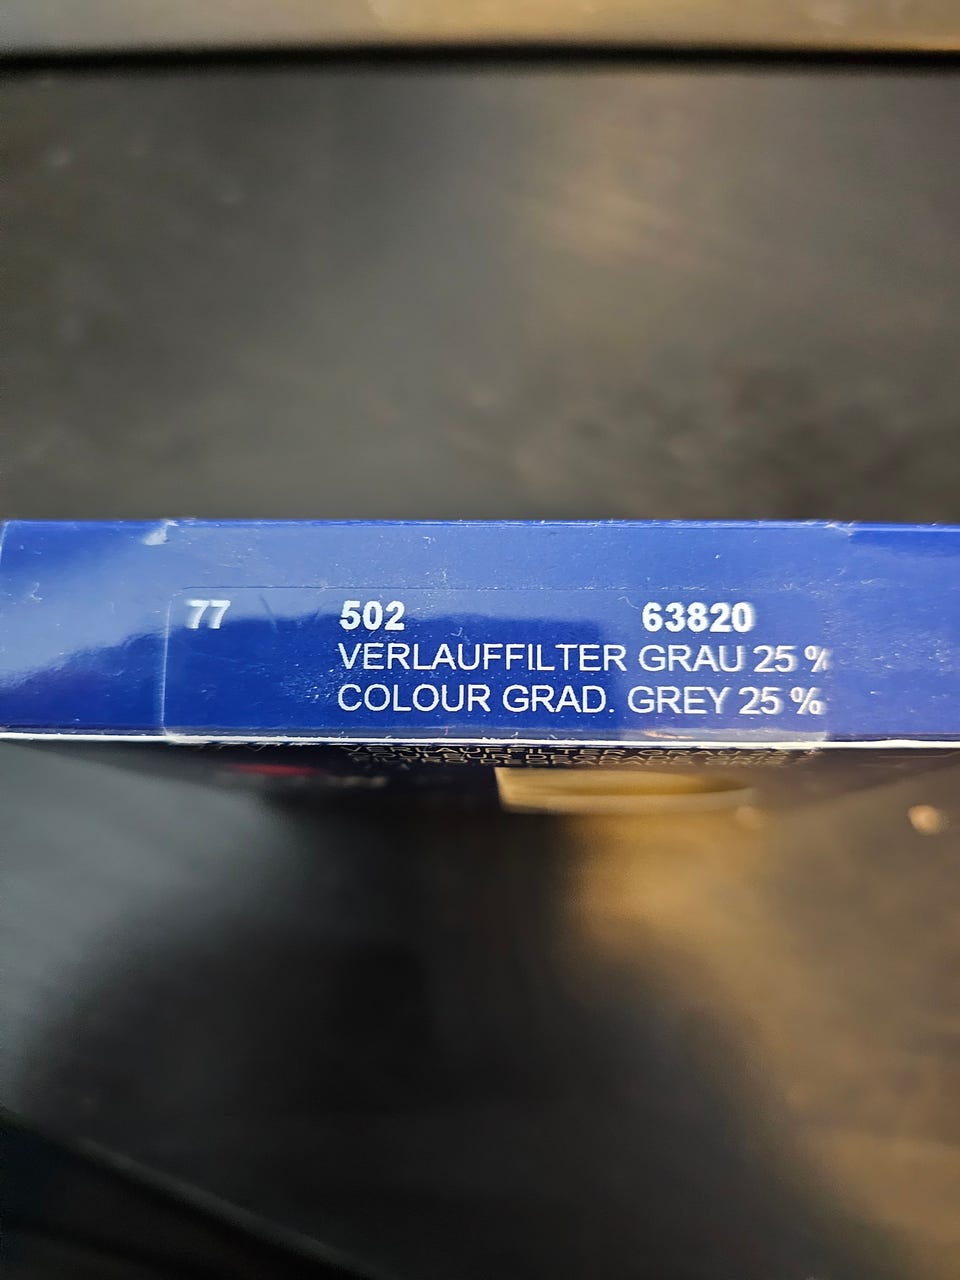 77 502 63820
VERLAUFFILTER GRAU 25 %
COLOUR GRAD. GREY 25 %